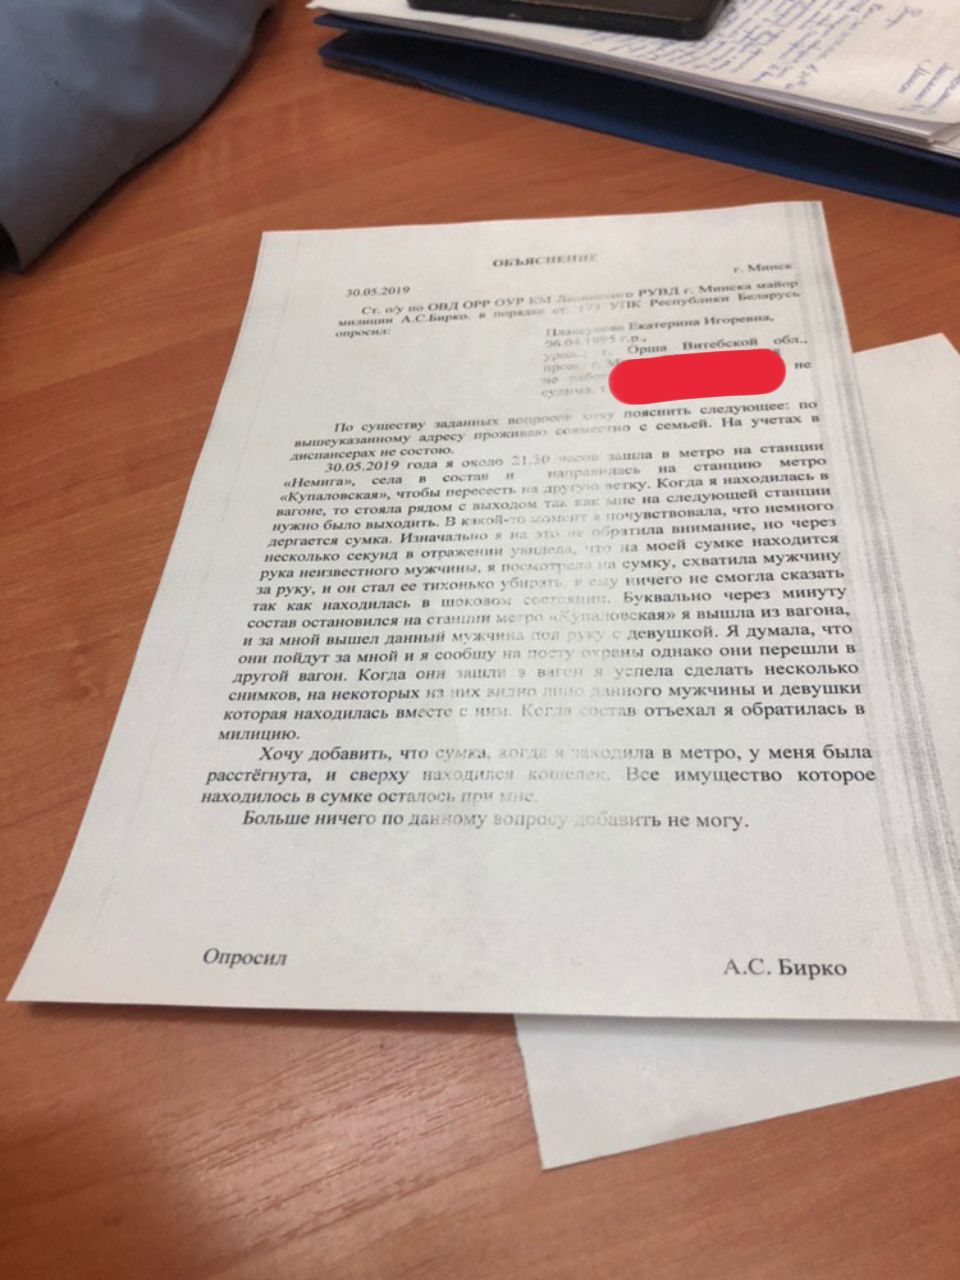 ОБЪЯСНЕНИЕ
г. Минск
30.05.2019
Ст. о/у по ОВД ОРР ОУР КМ Ленинского РУВД г. Минска майор
милиции А.С.Бирко, в порядке ст. 173 УПК Республики Беларусь
опросил:
Плаксунова Екатерина Игоревна,
06.04.1995 г.р.,
урож.: г. Орша Витебской обл.,
прож.: г.
не не
судима,
По существу заданных вопросов хочу пояснить следующее: по
вышеуказанному адресу проживаю совместно с семьей. На учетах в
диспансерах не состою.
30.05.2019 года я около 21.30 часов зашла в метро на станции
«Немига», села в состав и направилась на станцию метро
«Купаловская», чтобы пересесть на другую ветку. Когда я находилась в
вагоне, то стояла рядом с выходом так как мне на следующей станции
нужно было выходить. В какой-то момент я почувствовала, что немного
дергается сумка. Изначально я на это не обратила внимание, но через
несколько секунд в отражении увидела, что на моей сумке находится
рука неизвестного мужчины, я посмотрела на сумку, схватила мужчину
за руку, и он стал ее тихонько убирать, я ему ничего не смогла сказать
так как находилась в шоковом состоянии. Буквально через минуту
состав остановился на станции метро «Купаловская» я вышла из вагона,
и за мной вышел данный мужчина под руку с девушкой. Я думала, что
они пойдут за мной и я сообщу на посту охраны однако они перешли в
другой вагон. Когда они зашли в вагон я успела сделать несколько
снимков, на некоторых из них видно лицо данного мужчины и девушки
которая находилась вместе с ним. Когда состав отъехал я обратилась в
милицию.
Хочу добавить, что сумка, когда я заходила в метро, у меня была
расстёгнута, и сверху находился кошелек. Все имущество которое
находилось в сумке осталось при мне.
Больше ничего по данному вопросу добавить не могу.
Опросил
А.С. Бирко